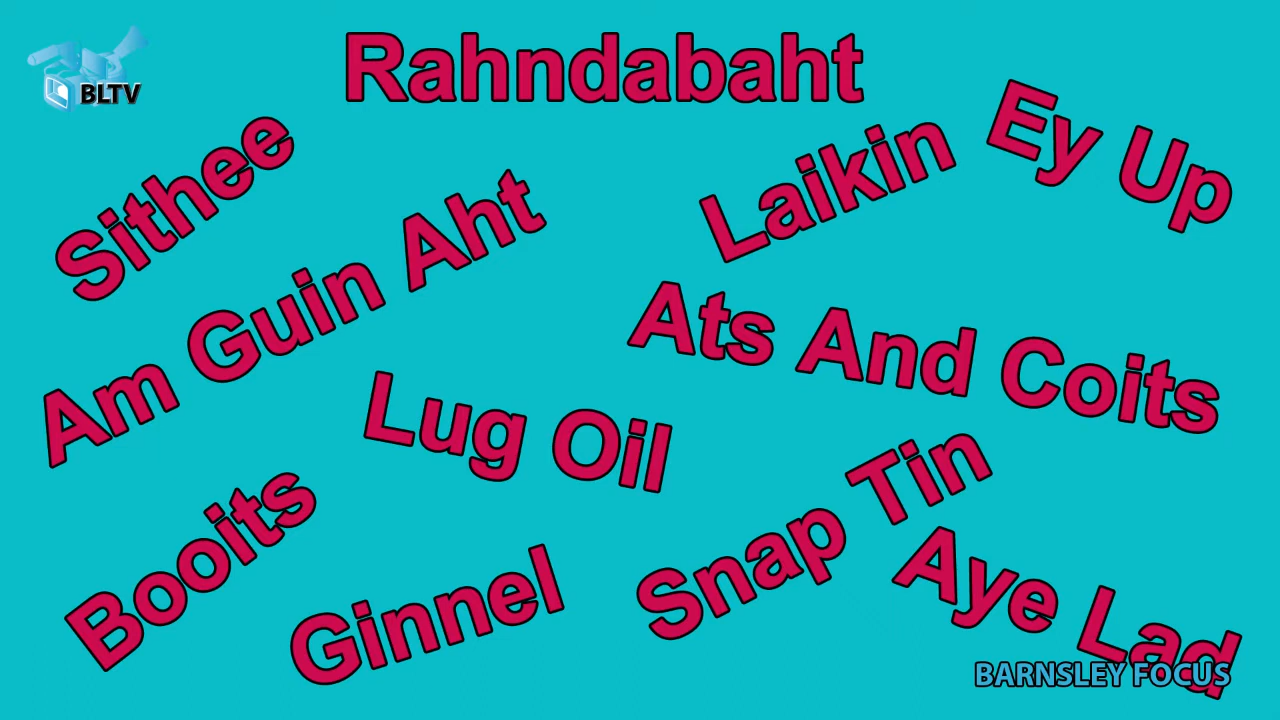 BLTV
Rahndabaht
Ey Up
Sithee
Laikin
Am Guin Aht
Ats And Coits
Lug Oil
Snap Tin
Booits
Ginnel
Aye Lad
BARNSLEY FOCUS